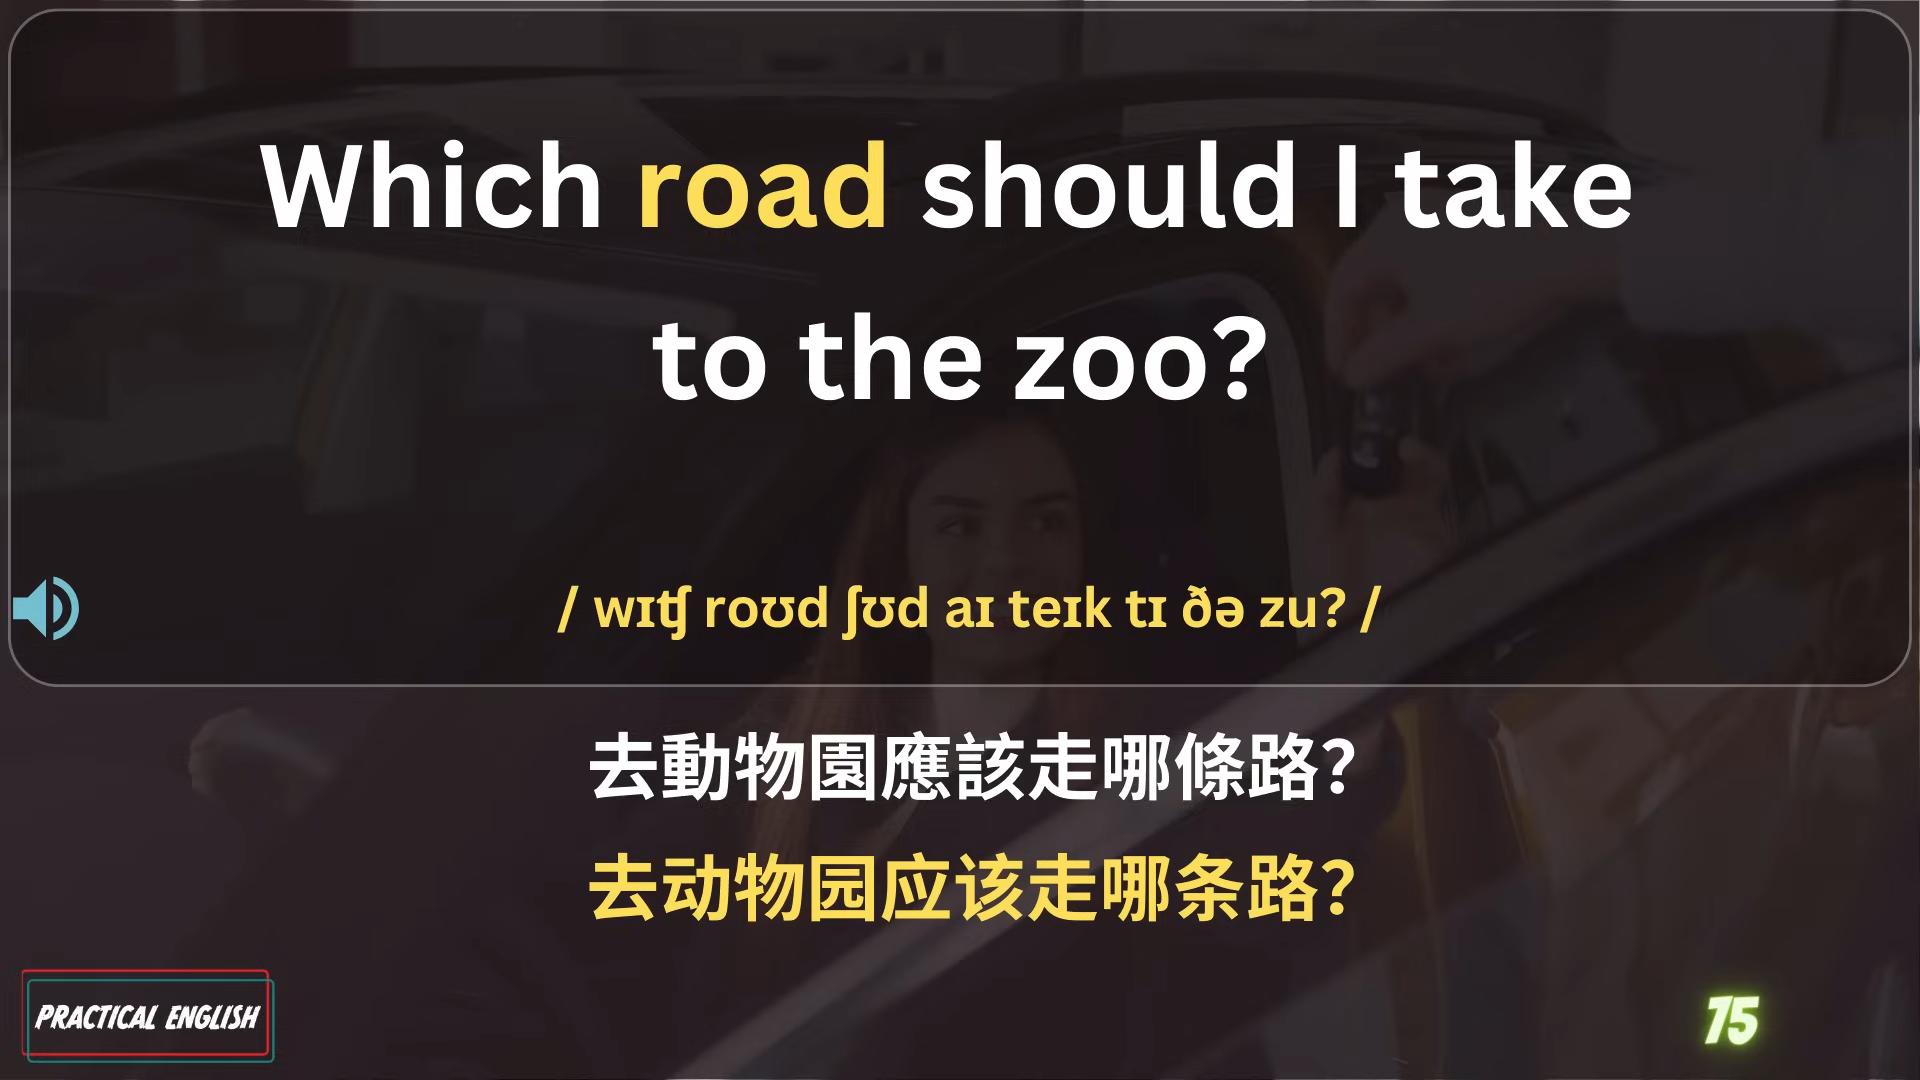 Which road should I take
to the zoo?
/ wɪʧ roʊd ʃʊd aɪ teɪk tɪ ðə zu? /
去動物園應該走哪條路？
去动物园应该走哪条路？
PRACTICAL ENGLISH
75